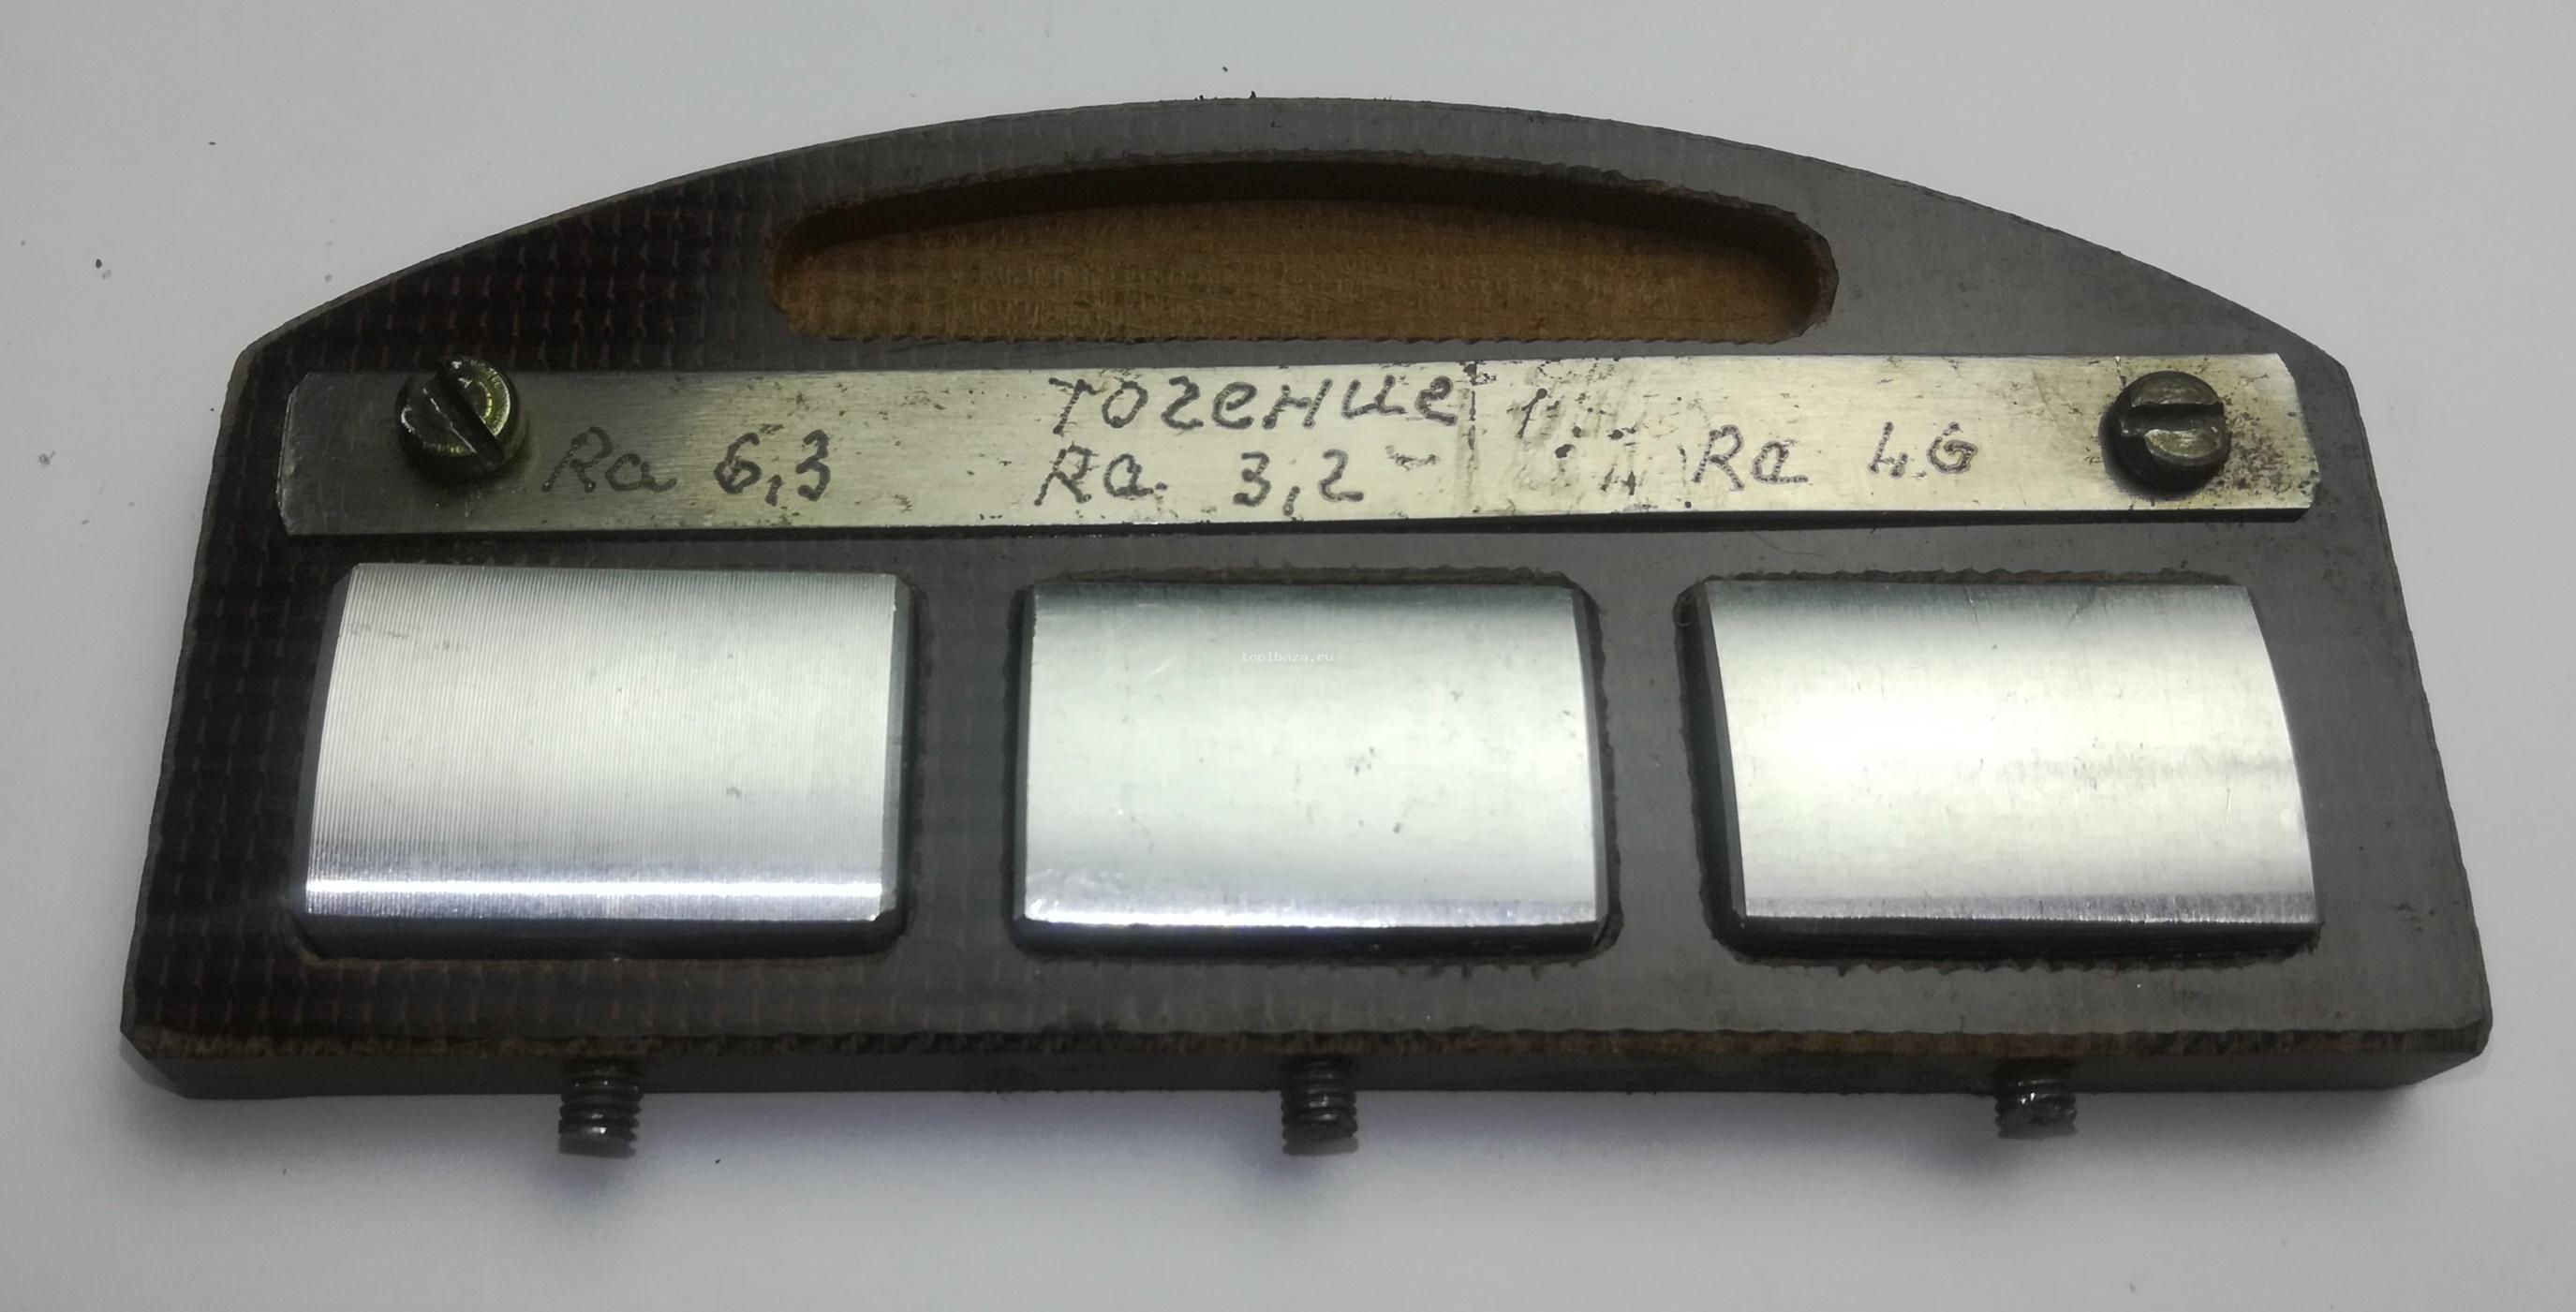 точение
Ra 6,3 Ra 3,2 Ra 1,6
top1baza.ru